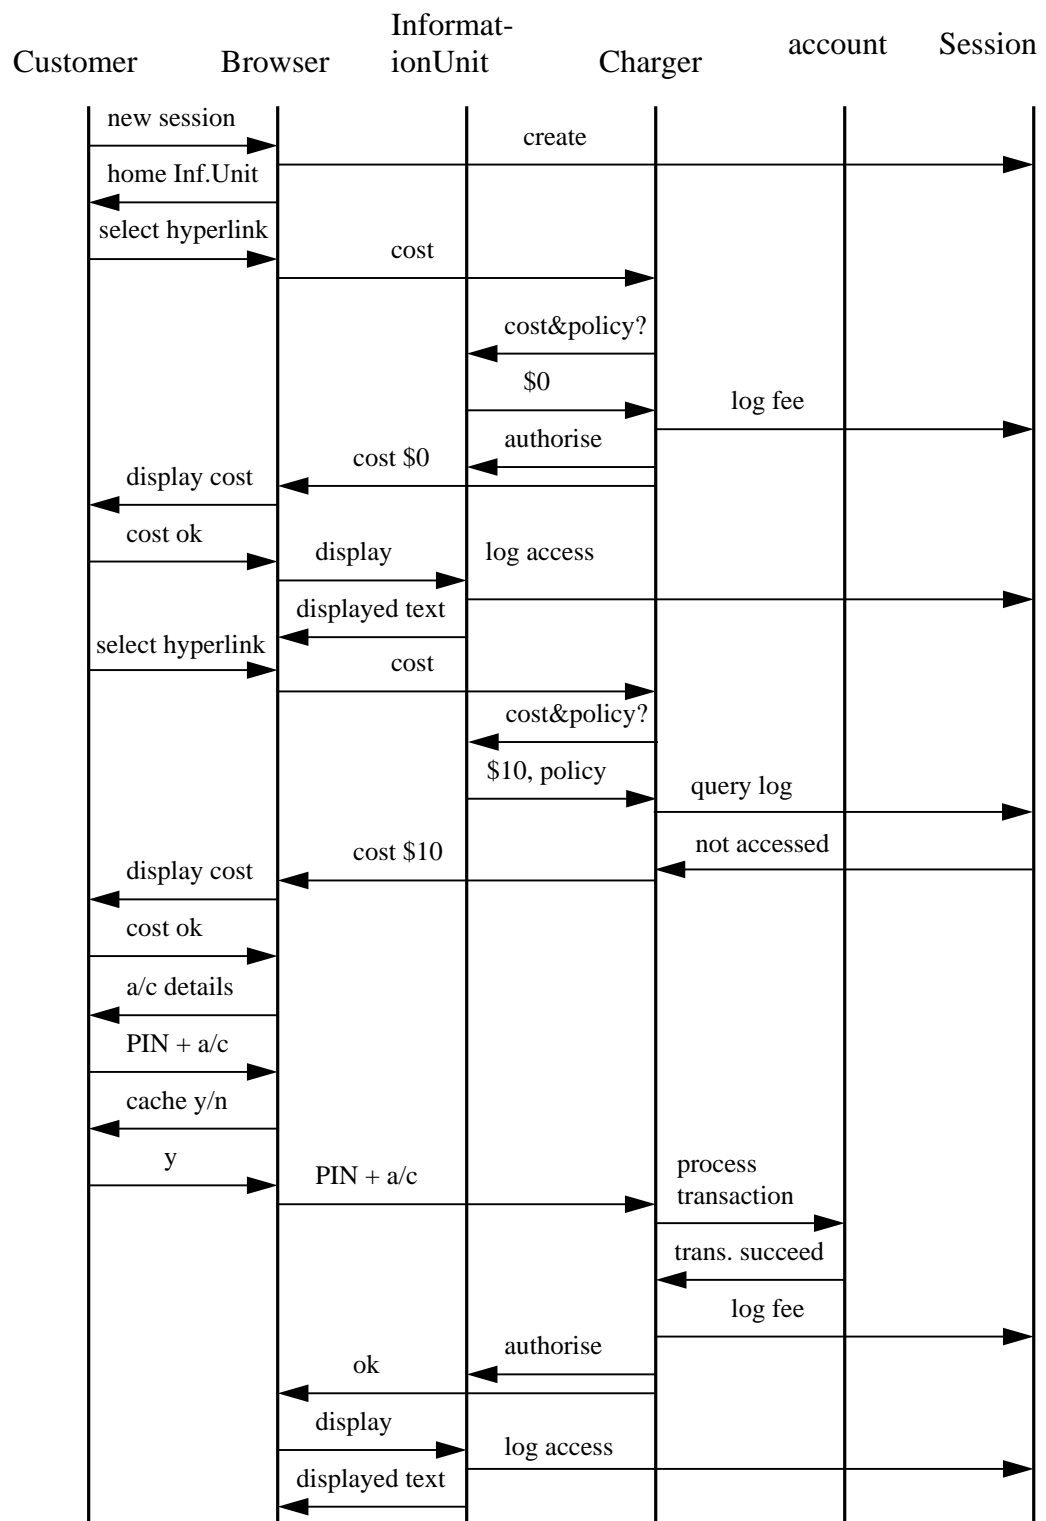 Informat-
ionUnit
Customer
Browser
Charger
account
Session
new session
create
home Inf.Unit
select hyperlink
cost
cost&policy?
$0
log fee
authorise
cost $0
display cost
cost ok
display
log access
displayed text
select hyperlink
cost
cost&policy?
$10, policy
query log
not accessed
cost $10
display cost
cost ok
a/c details
PIN + a/c
cache y/n
y
PIN + a/c
process
transaction
trans. succeed
log fee
authorise
ok
display
log access
displayed text